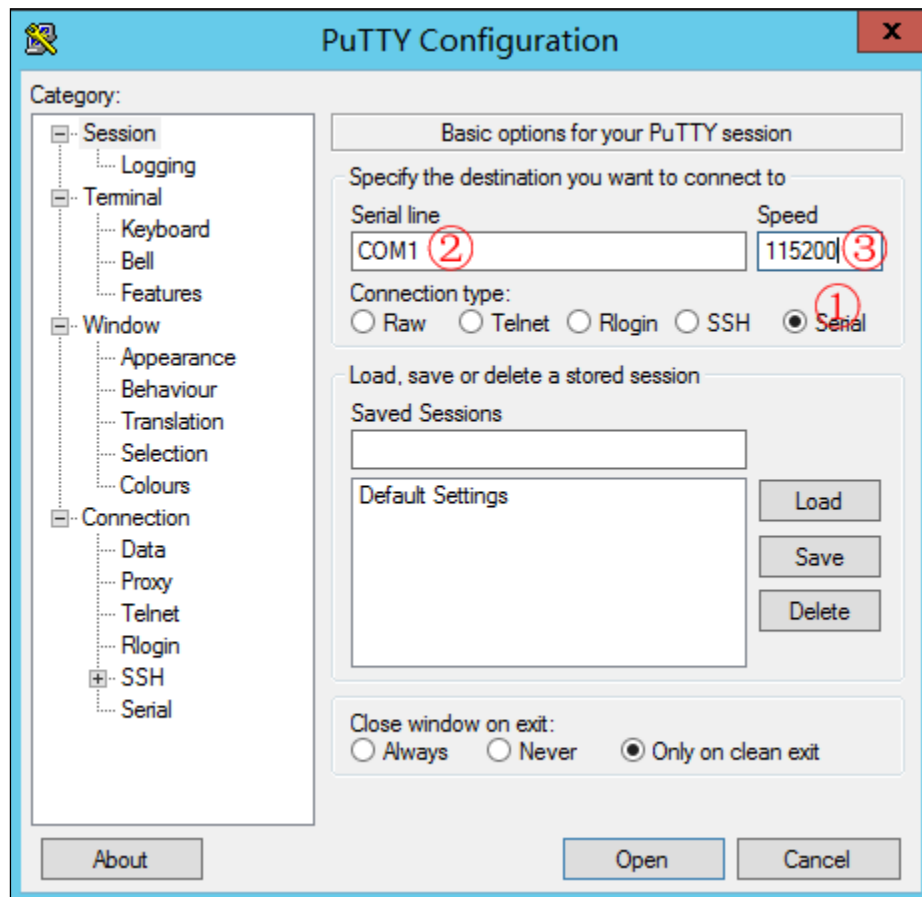 PuTTY Configuration
x
Category:
Session
Logging
Terminal
Keyboard
Bell
Features
Window
Appearance
Behaviour
Translation
Selection
Colours
Connection
Data
Proxy
Telnet
Rlogin
SSH
Serial
Basic options for your PuTTY session
Specify the destination you want to connect to
Serial line Speed
COM1 ② 115200 ③
Connection type: ①
Raw Telnet Rlogin SSH Serial
Load, save or delete a stored session
Saved Sessions
Default Settings
Load
Save
Delete
Close window on exit:
Always Never Only on clean exit
About Open Cancel